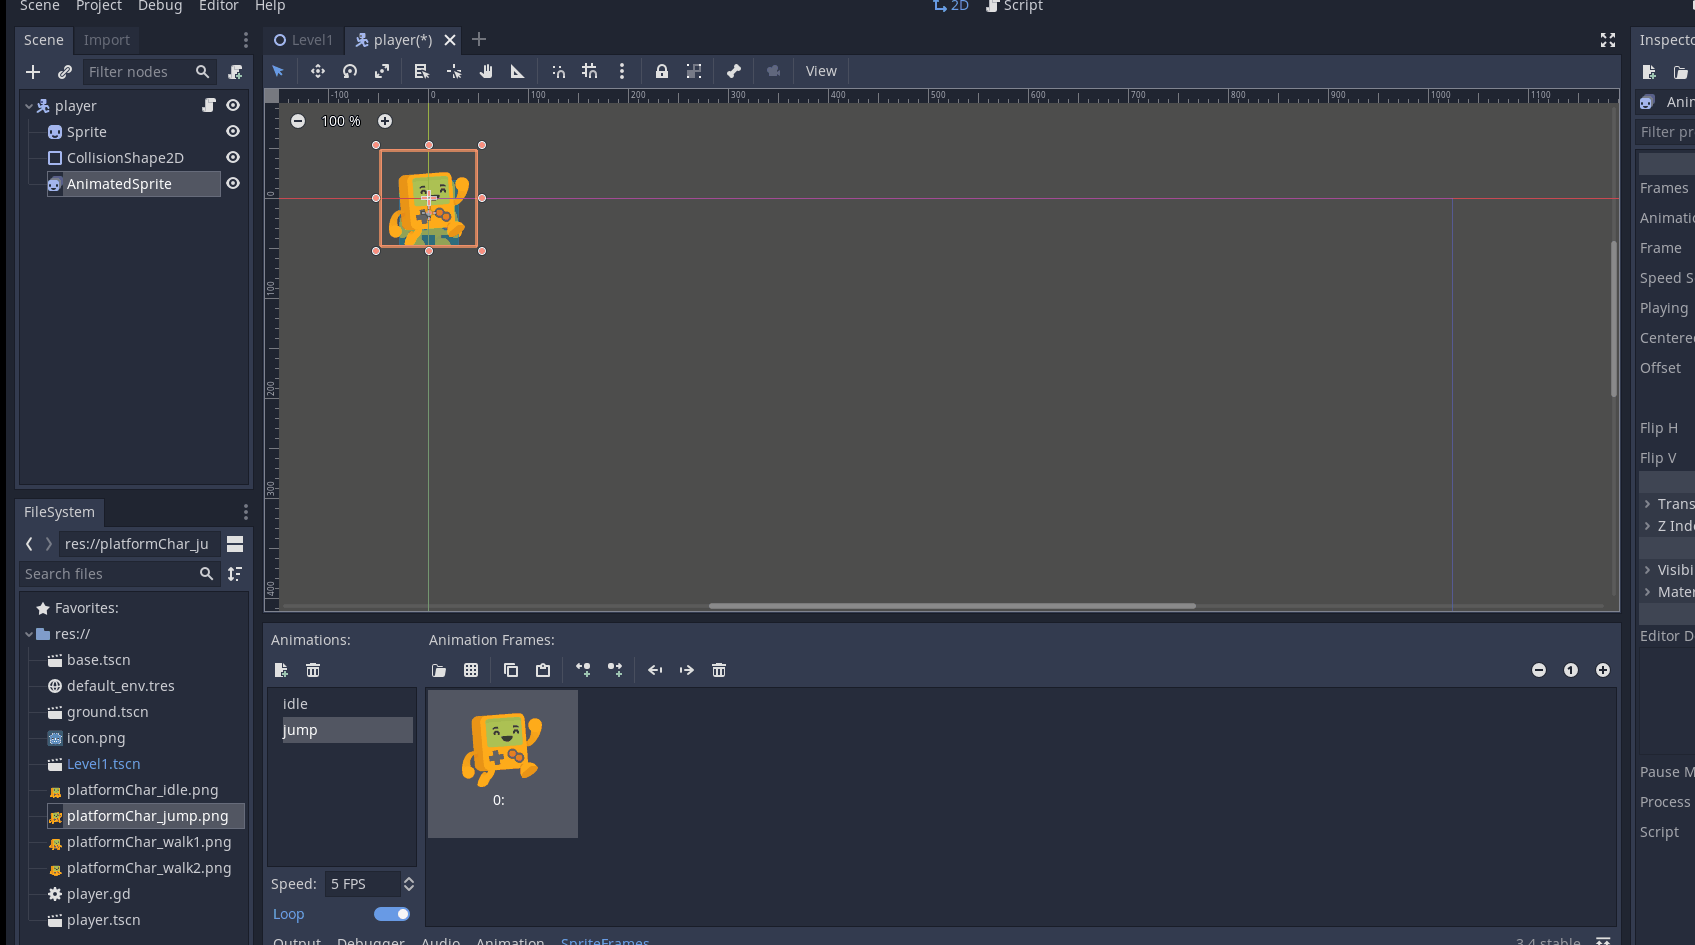 Scene Project Debug Editor Help 2D Script
Scene Import
Level1 player(*)
Inspecto
Filter nodes
View
player
Sprite
CollisionShape2D
AnimatedSprite
-100 0 100 200 300 400 500 600 700 800 900 1000 1100
100 %
0
100
200
300
400
Anim
Filter pr
Frames
Animatio
Frame
Speed S
Playing
Centere
Offset
Flip H
Flip V
Trans
Z Inde
Visibi
Mater
Editor D
Pause M
Process
Script
FileSystem
res://platformChar_ju
Search files
Favorites:
res://
base.tscn
default_env.tres
ground.tscn
icon.png
Level1.tscn
platformChar_idle.png
platformChar_jump.png
platformChar_walk1.png
platformChar_walk2.png
player.gd
player.tscn
Animations:
Animation Frames:
1
idle
jump
0:
Speed: 5 FPS
Loop
Output Debugger Audio Animation SpriteFrames 3.4.stable